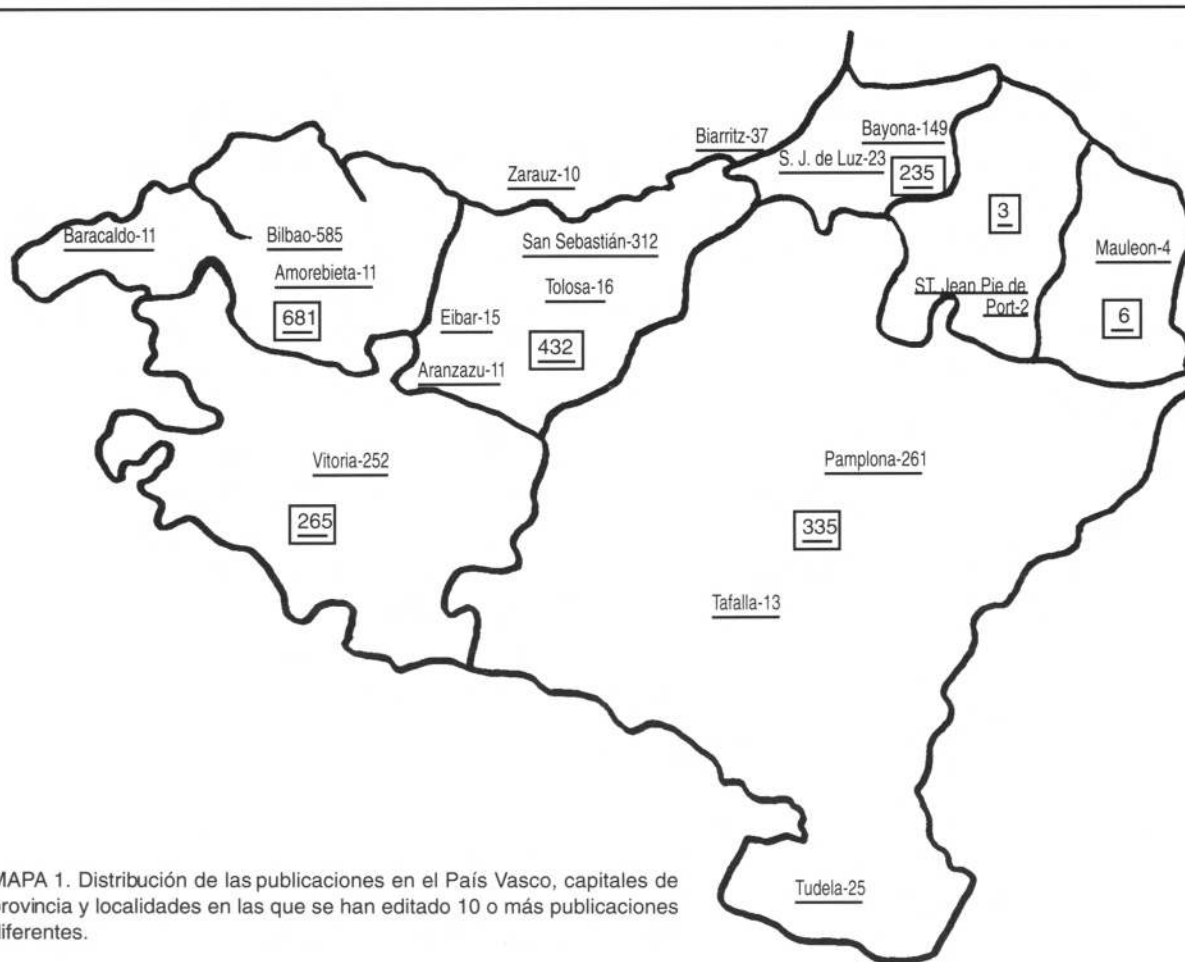 Biarritz-37
Bayona-149
S. J. de Luz-23
235
Zarauz-10
3
Baracaldo-11
Bilbao-585
San Sebastián-312
Mauleon-4
Amorebieta-11
Tolosa-16
ST. Jean Pie de
Port-2
681
Eibar-15
6
432
Aranzazu-11
Vitoria-252
Pamplona-261
265
335
Tafalla-13
MAPA 1. Distribución de las publicaciones en el País Vasco, capitales de
provincia y localidades en las que se han editado 10 o más publicaciones
diferentes.
Tudela-25